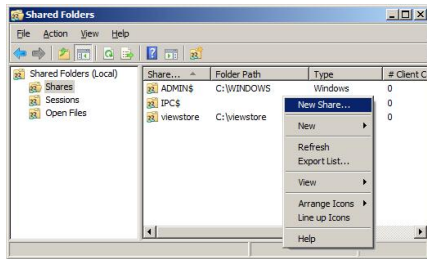 Shared Folders
File Action View Help
Shared Folders (Local)
Shares
Sessions
Open Files
Share... Folder Path Type # Client C
ADMIN$ C:\WINDOWS Windows 0
IPC$ 0
viewstore C:\viewstore 0
New Share...
New
Refresh
Export List...
View
Arrange Icons
Line up Icons
Help